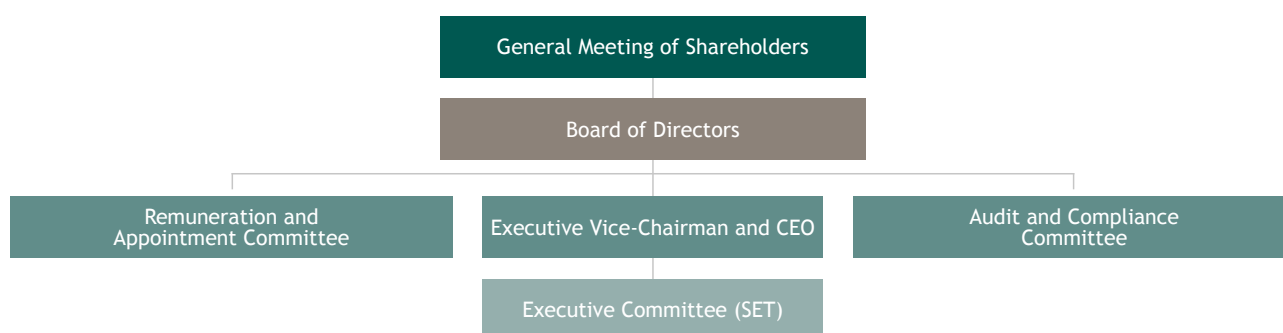 General Meeting of Shareholders
Board of Directors
Remuneration and
Appointment Committee
Executive Vice-Chairman and CEO
Audit and Compliance
Committee
Executive Committee (SET)